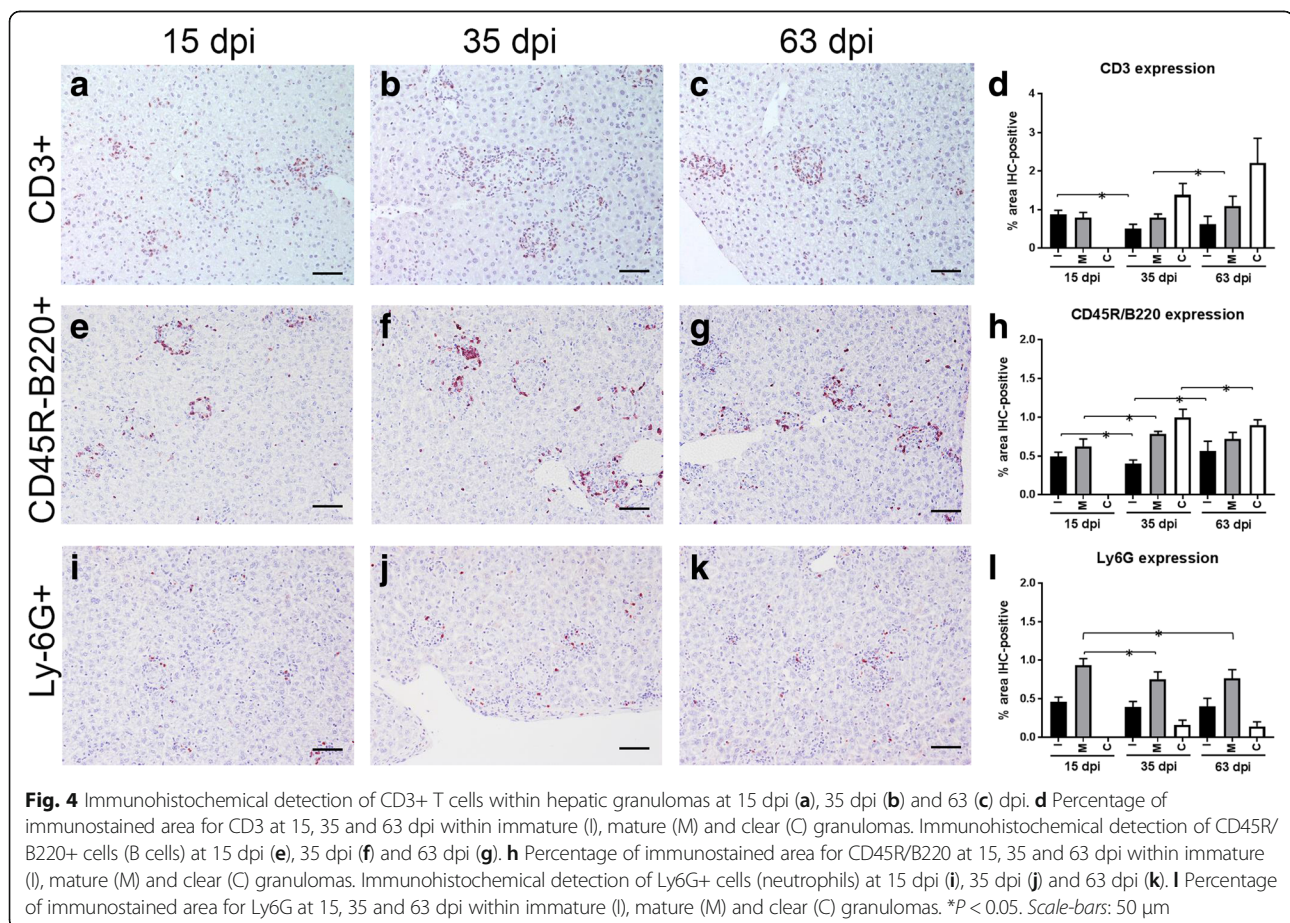 15 dpi
35 dpi
63 dpi
CD3+
a
b
c
d
CD3 expression
% area IHC-positive
4
3
2
1
0
*
*
I
M
C
I
M
C
I
M
C
15 dpi
35 dpi
63 dpi
CD45R-B220+
e
f
g
h
CD45R/B220 expression
% area IHC-positive
2.0
1.5
1.0
0.5
0.0
*
*
*
*
I
M
C
I
M
C
I
M
C
15 dpi
35 dpi
63 dpi
Ly-6G+
i
j
k
l
Ly6G expression
% area IHC-positive
2.0
1.5
1.0
0.5
0.0
*
*
I
M
C
I
M
C
I
M
C
15 dpi
35 dpi
63 dpi
Fig. 4 Immunohistochemical detection of CD3+ T cells within hepatic granulomas at 15 dpi (a), 35 dpi (b) and 63 (c) dpi. d Percentage of
immunostained area for CD3 at 15, 35 and 63 dpi within immature (I), mature (M) and clear (C) granulomas. Immunohistochemical detection of CD45R/
B220+ cells (B cells) at 15 dpi (e), 35 dpi (f) and 63 dpi (g). h Percentage of immunostained area for CD45R/B220 at 15, 35 and 63 dpi within immature
(I), mature (M) and clear (C) granulomas. Immunohistochemical detection of Ly6G+ cells (neutrophils) at 15 dpi (i), 35 dpi (j) and 63 dpi (k). l Percentage
of immunostained area for Ly6G at 15, 35 and 63 dpi within immature (I), mature (M) and clear (C) granulomas. *P < 0.05. Scale-bars: 50 μm